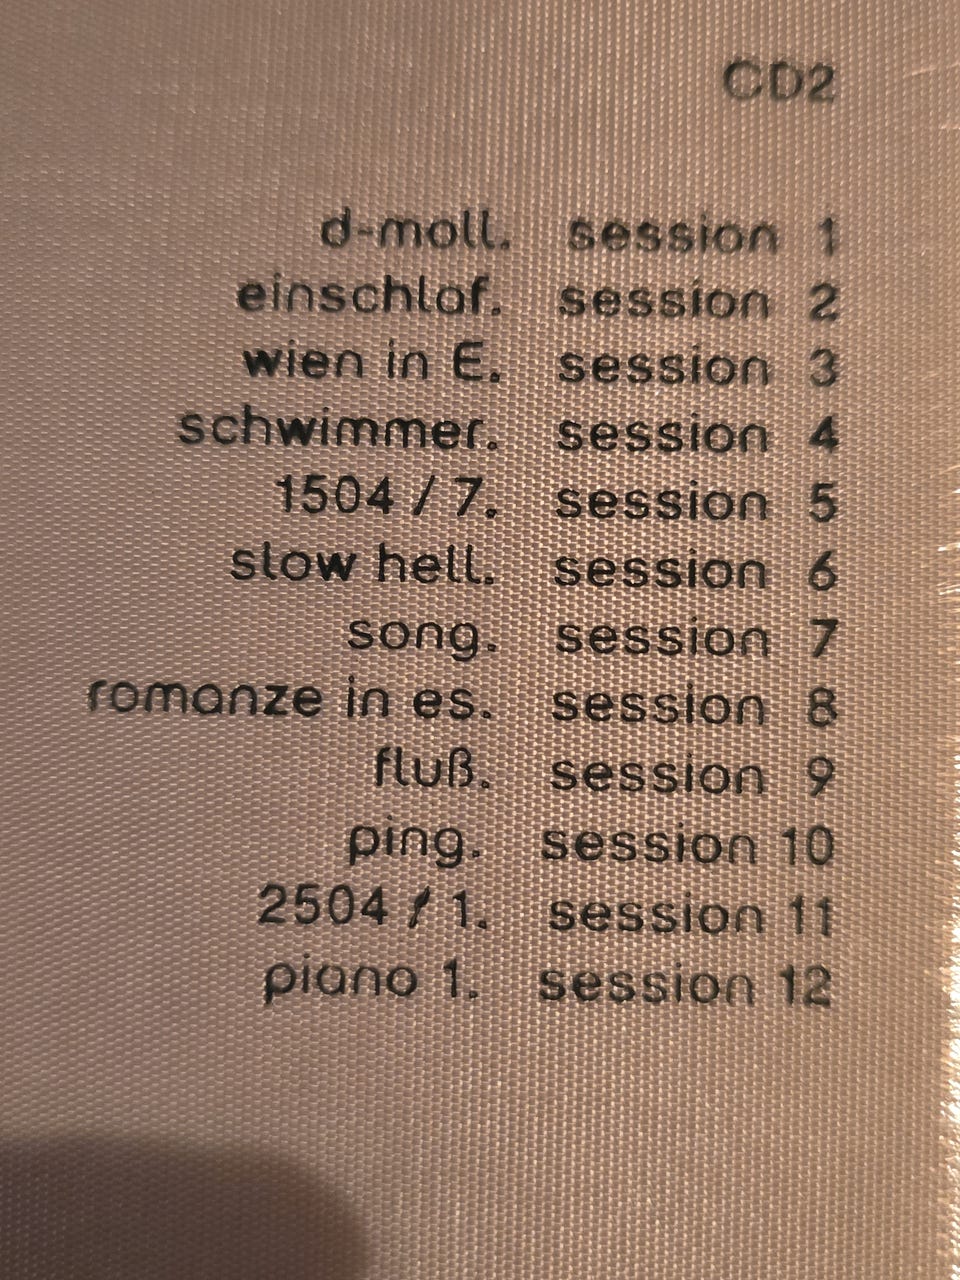 CD2
d-moll. session 1
einschlaf. session 2
wien in E. session 3
schwimmer. session 4
1504 / 7. session 5
slow hell. session 6
song. session 7
romanze in es. session 8
fluß. session 9
ping. session 10
2504 / 1. session 11
piano 1. session 12